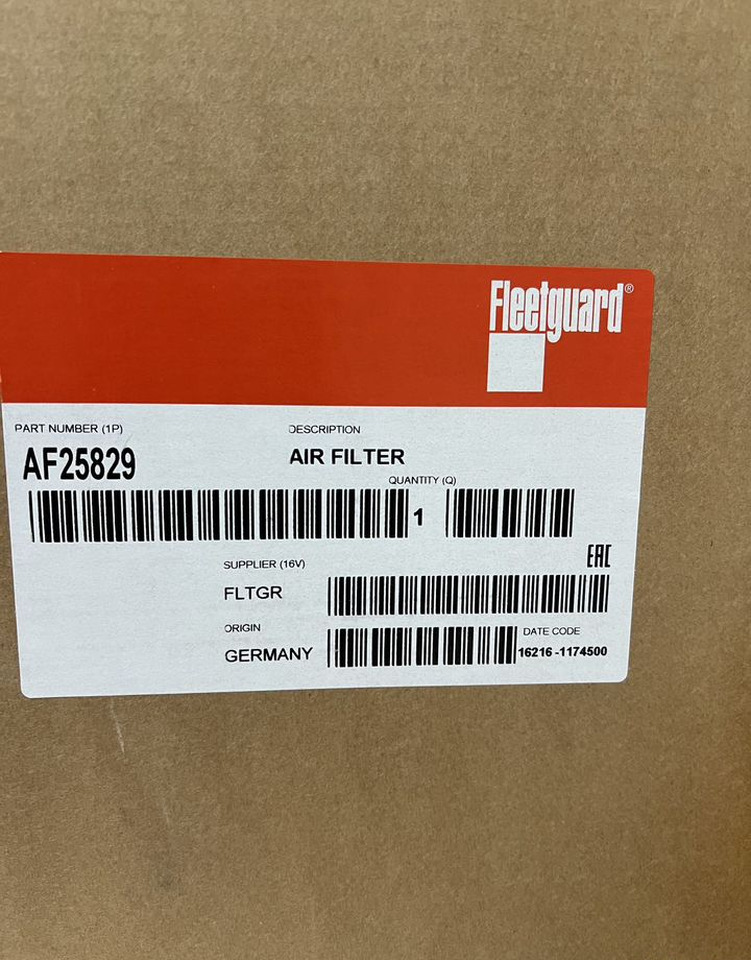 Fleetguard®
PART NUMBER (1P)
DESCRIPTION
AF25829
AIR FILTER
QUANTITY (Q)
1
EAC
SUPPLIER (16V)
FLTGR
ORIGIN
DATE CODE
GERMANY
16216-1174500